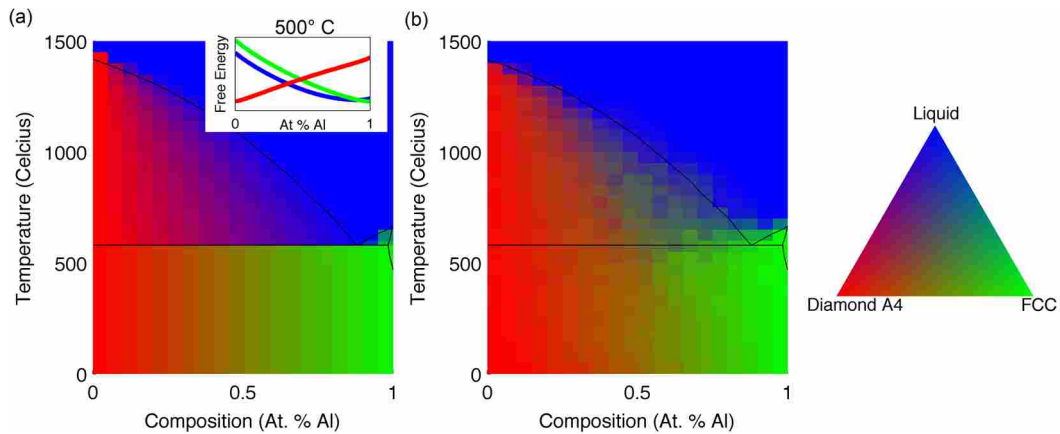 (a)
500° C
Free Energy
0
1
At % Al
1500
1000
500
0
Temperature (Celcius)
0
0.5
1
Composition (At. % Al)
(b)
1500
1000
500
0
Temperature (Celcius)
0
0.5
1
Composition (At. % Al)
Liquid
Diamond A4
FCC